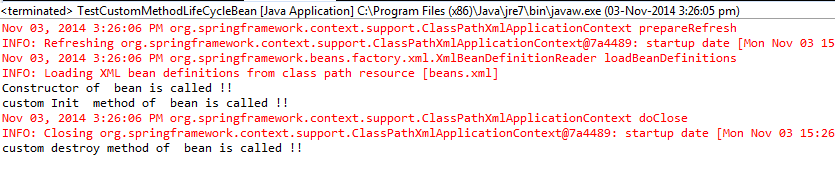 <terminated> TestCustomMethodLifeCycleBean [Java Application] C:\Program Files (x86)\Java\jre7\bin\javaw.exe (03-Nov-2014 3:26:05 pm)
Nov 03, 2014 3:26:06 PM org.springframework.context.support.ClassPathXmlApplicationContext prepareRefresh
INFO: Refreshing org.springframework.context.support.ClassPathXmlApplicationContext@7a4489: startup date [Mon Nov 03 15
Nov 03, 2014 3:26:06 PM org.springframework.beans.factory.xml.XmlBeanDefinitionReader loadBeanDefinitions
INFO: Loading XML bean definitions from class path resource [beans.xml]
Constructor of  bean is called !!
custom Init  method of  bean is called !!
Nov 03, 2014 3:26:06 PM org.springframework.context.support.ClassPathXmlApplicationContext doClose
INFO: Closing org.springframework.context.support.ClassPathXmlApplicationContext@7a4489: startup date [Mon Nov 03 15:26
custom destroy method of  bean is called !!